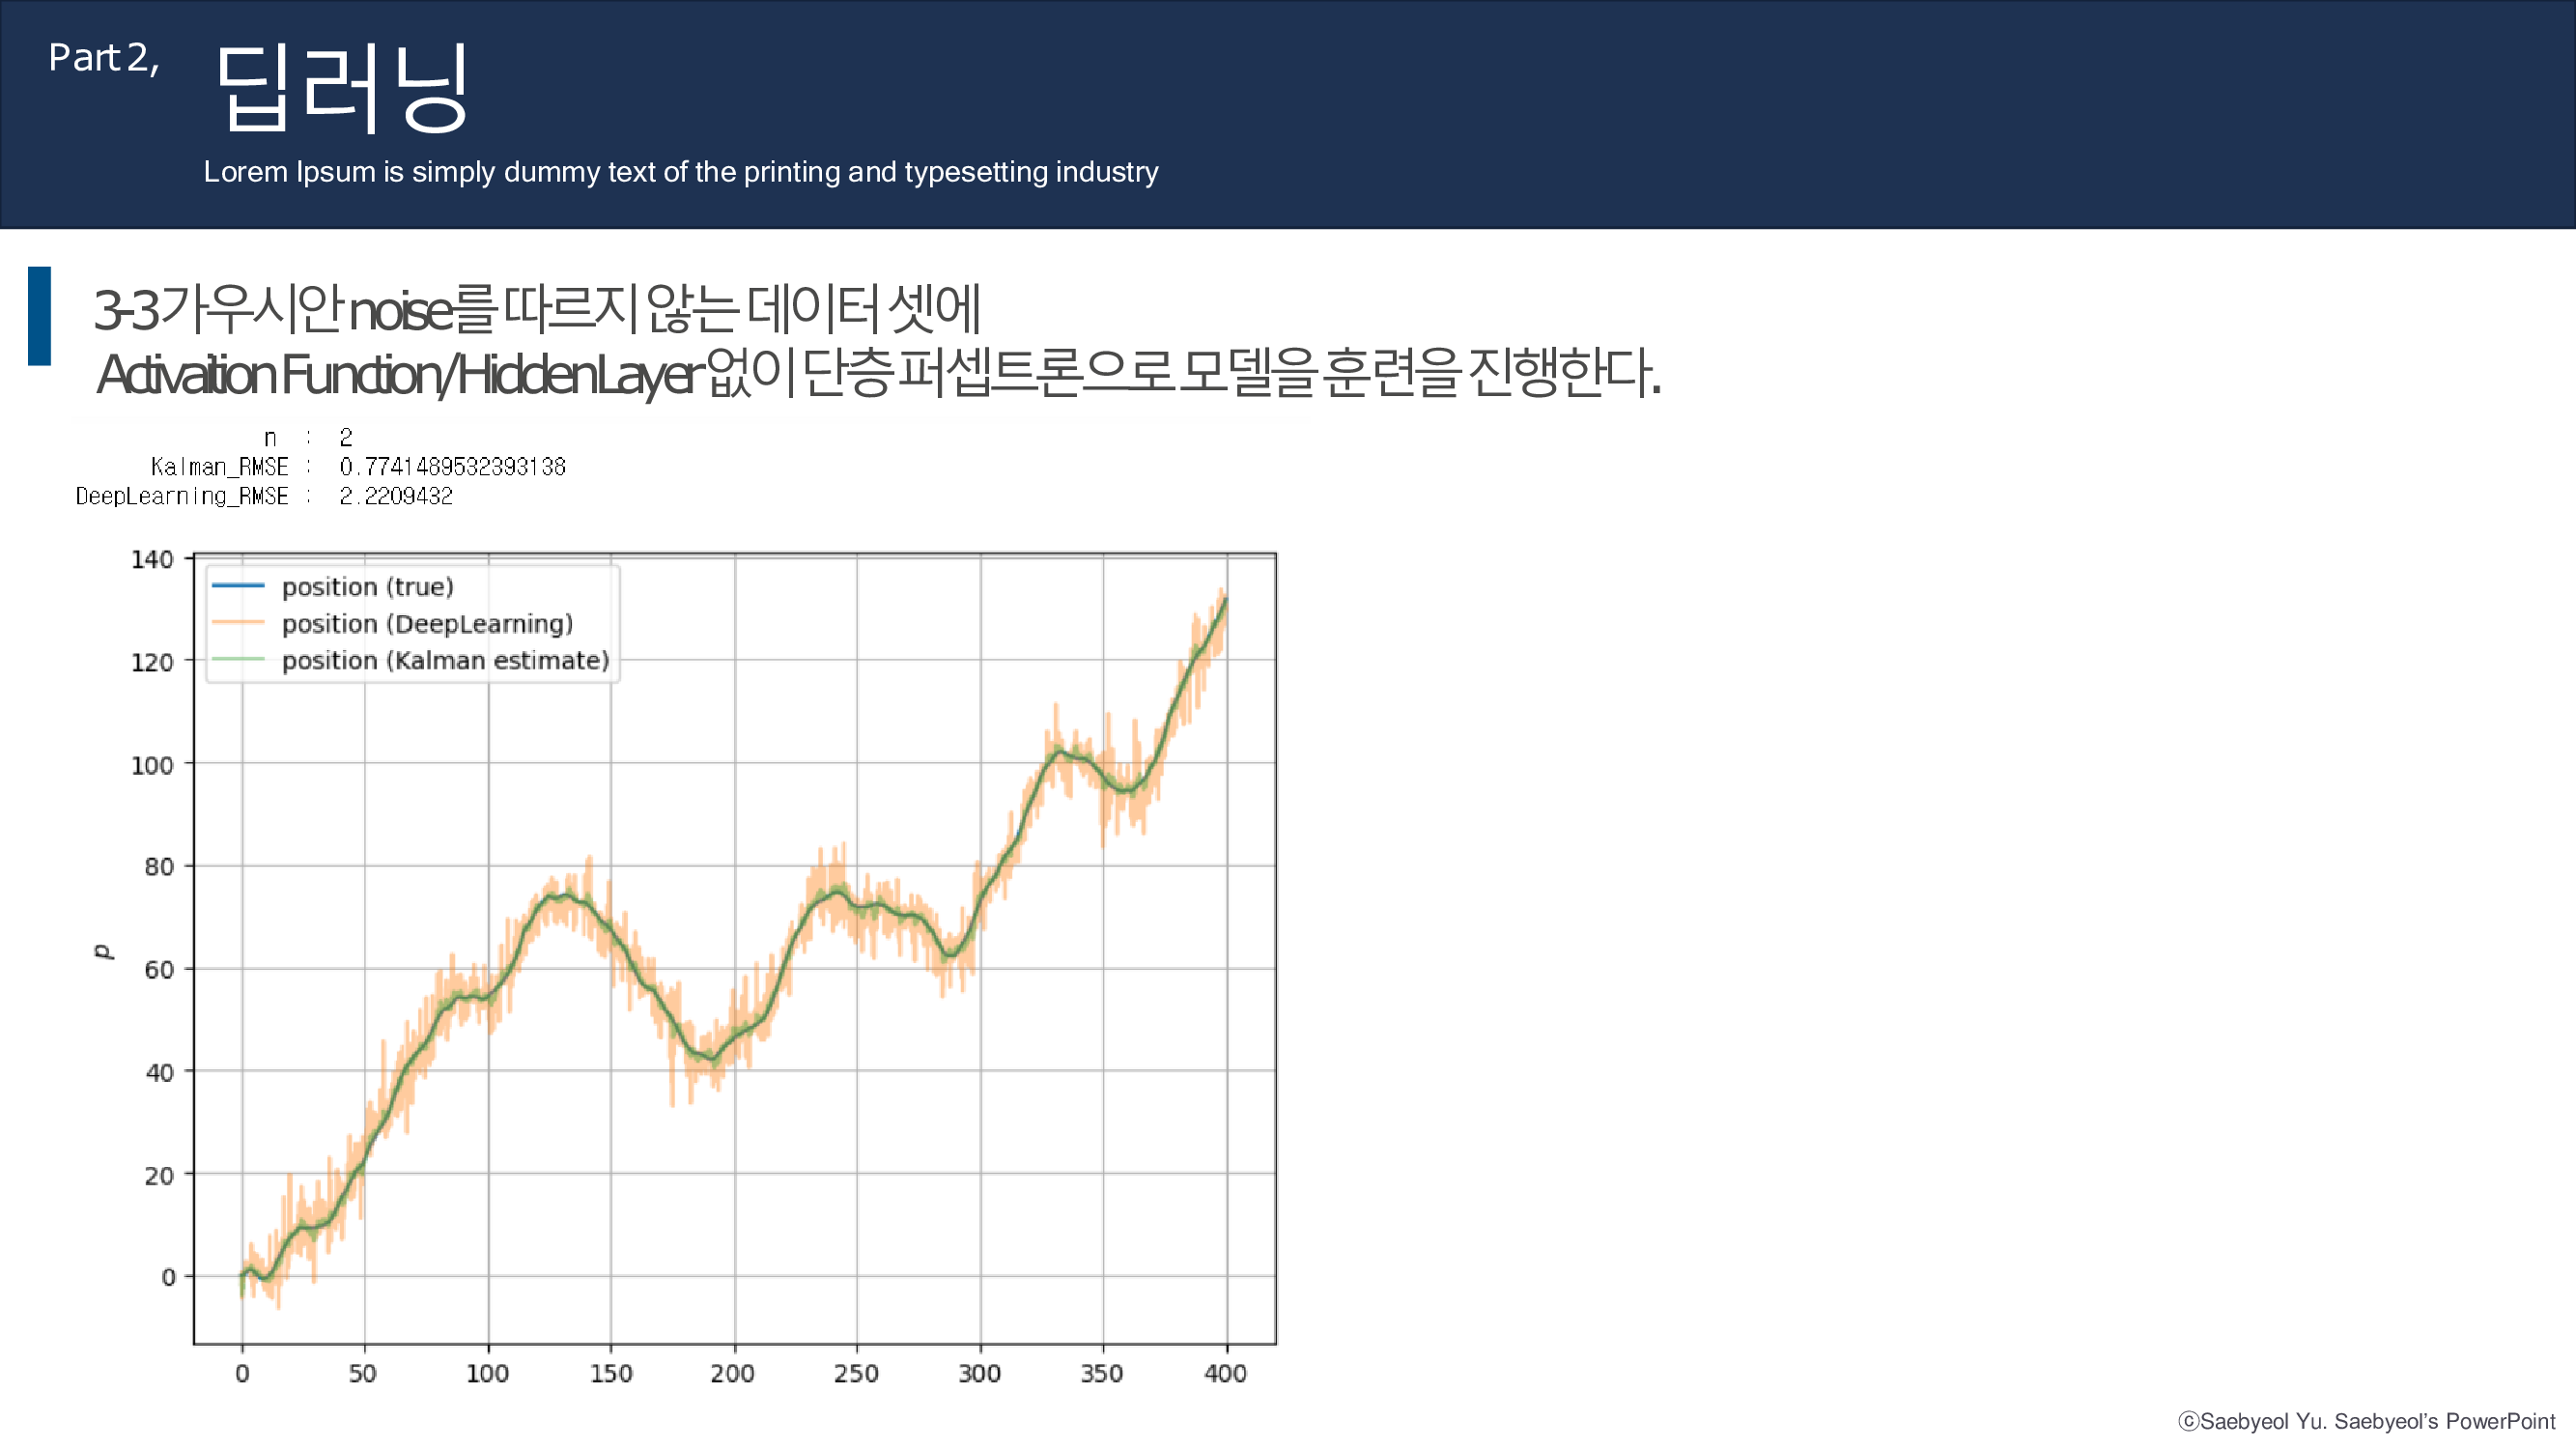 Part 2,
딥러닝
Lorem Ipsum is simply dummy text of the printing and typesetting industry
3-3 가우시안 noise를 따르지 않는 데이터 셋에
Activaition Function / Hidden Layer 없이 단층 퍼셉트론으로 모델을 훈련을 진행한다.
n : 2
Kalman_RMSE : 0.7741489532393138
DeepLearning_RMSE : 2.2209432
140
position (true)
position (DeepLearning)
position (Kalman estimate)
120
100
80
60
40
20
0
p
0 50 100 150 200 250 300 350 400
ⓒSaebyeol Yu. Saebyeol's PowerPoint